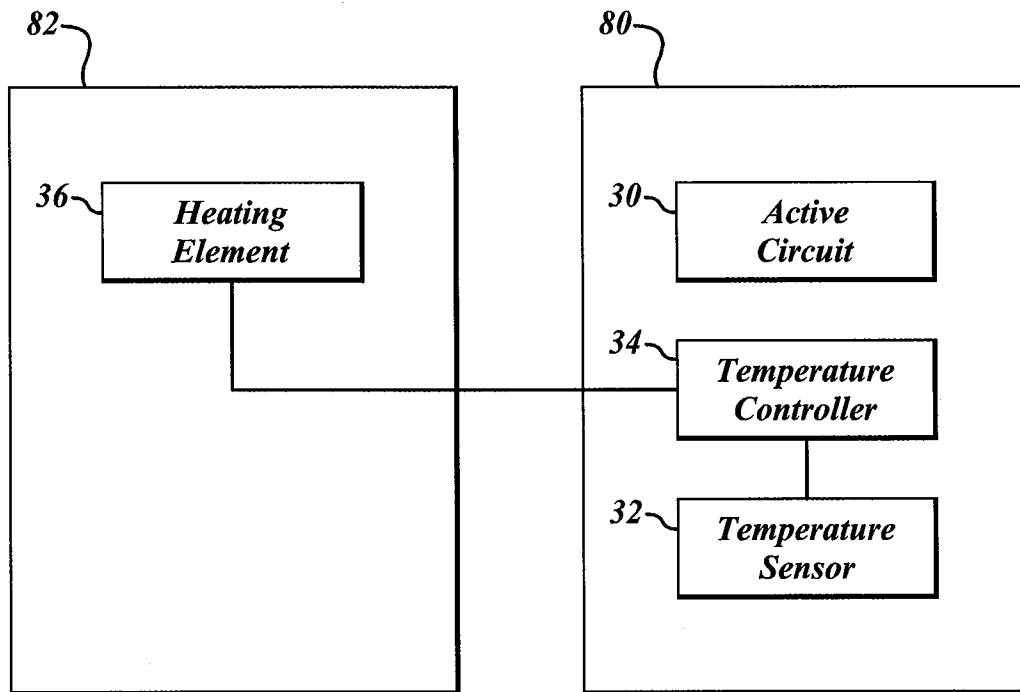 82
80
36
Heating
Element
30
Active
Circuit
34
Temperature
Controller
32
Temperature
Sensor